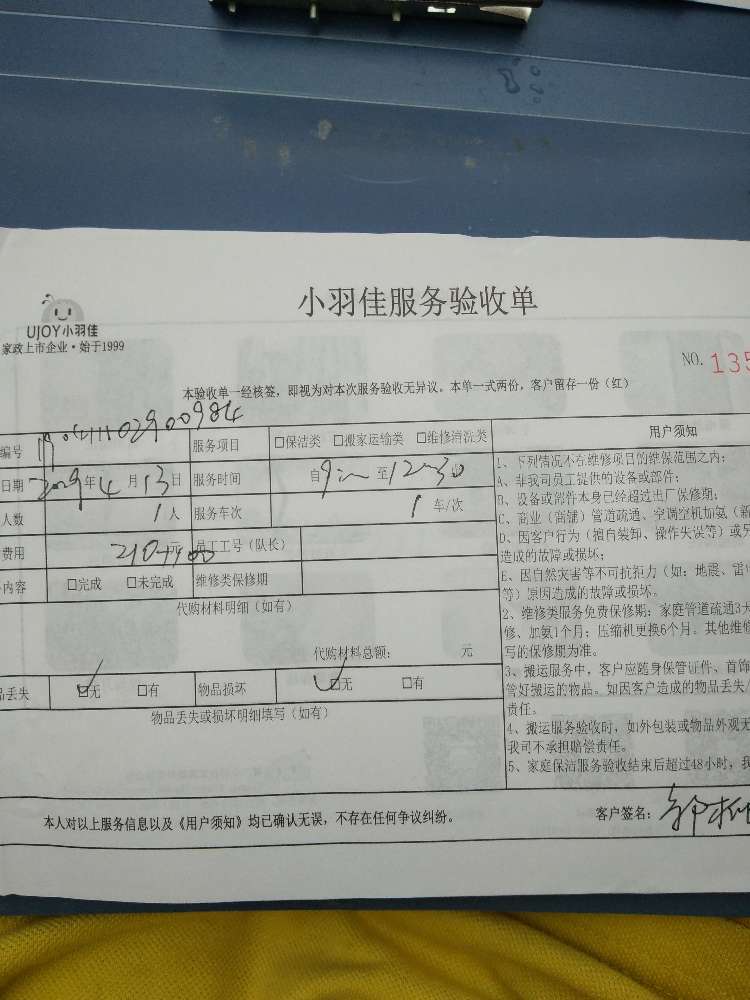 小羽佳服务验收单
UJOY小羽佳
家政上市企业·始于1999
NO. 135
本验收单一经核签,即视为对本次服务验收无异议。本单一式两份,客户留存一份(红)
编号
服务项目 □保洁类 □搬家运输类 □维修清洗类
日期 2019年4月13日 服务时间 自9:00 至12:30
人数 1人 服务车次 1车/次
费用 元 员工工号(队长)
内容 □完成 □未完成 维修类保修期
代购材料明细(如有)
代购材料总额: 元
品丢失 ☑无 □有 物品损坏 ☑无 □有
物品丢失或损坏明细填写(如有)
用户须知
1、下列情况不在维修项目的维保范围之内:
A、非我司员工提供的设备或部件;
B、设备或部件本身已经超过出厂保修期;
C、商业(商铺)管道疏通、空调空机加氨(新
D、因客户行为(擅自装卸、操作失误等)或另
造成的故障或损坏;
E、因自然灾害等不可抗拒力(如:地震、雷
等)原因造成的故障或损坏。
2、维修类服务免费保修期:家庭管道疏通3天
修、加氨1个月;压缩机更换6个月。其他维修
写的保修期为准。
3、搬运服务中,客户应随身保管证件、首饰
管好搬运的物品。如因客户造成的物品丢失
责任。
4、搬运服务验收时,如外包装或物品外观无
我司不承担赔偿责任。
5、家庭保洁服务验收结束后超过48小时,我
本人对以上服务信息以及《用户须知》均已确认无误,不存在任何争议纠纷。
客户签名: